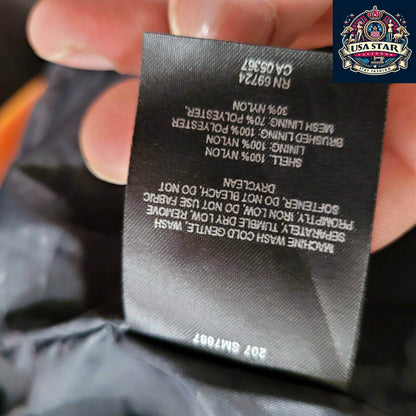 USA STAR
RN 69724
CA 05367
SHELL: 100% NYLON
LINING: 100% NYLON
BRUSHED LINING: 100% POLYESTER
MESH LINING: 70% POLYESTER,
30% NYLON
MACHINE WASH COLD GENTLE, WASH
SEPARATELY, TUMBLE DRY LOW, REMOVE
PROMPTLY, IRON LOW, DO NOT USE FABRIC
SOFTENER, DO NOT BLEACH, DO NOT
DRYCLEAN
207 SM7007